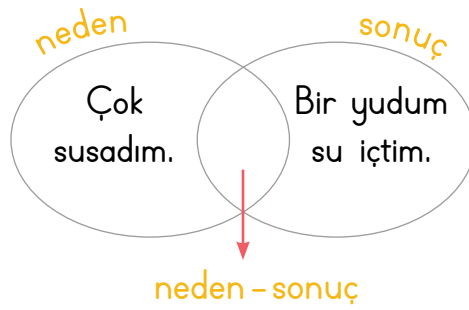 neden
sonuç
Çok
susadım.
Bir yudum
su içtim.
neden – sonuç